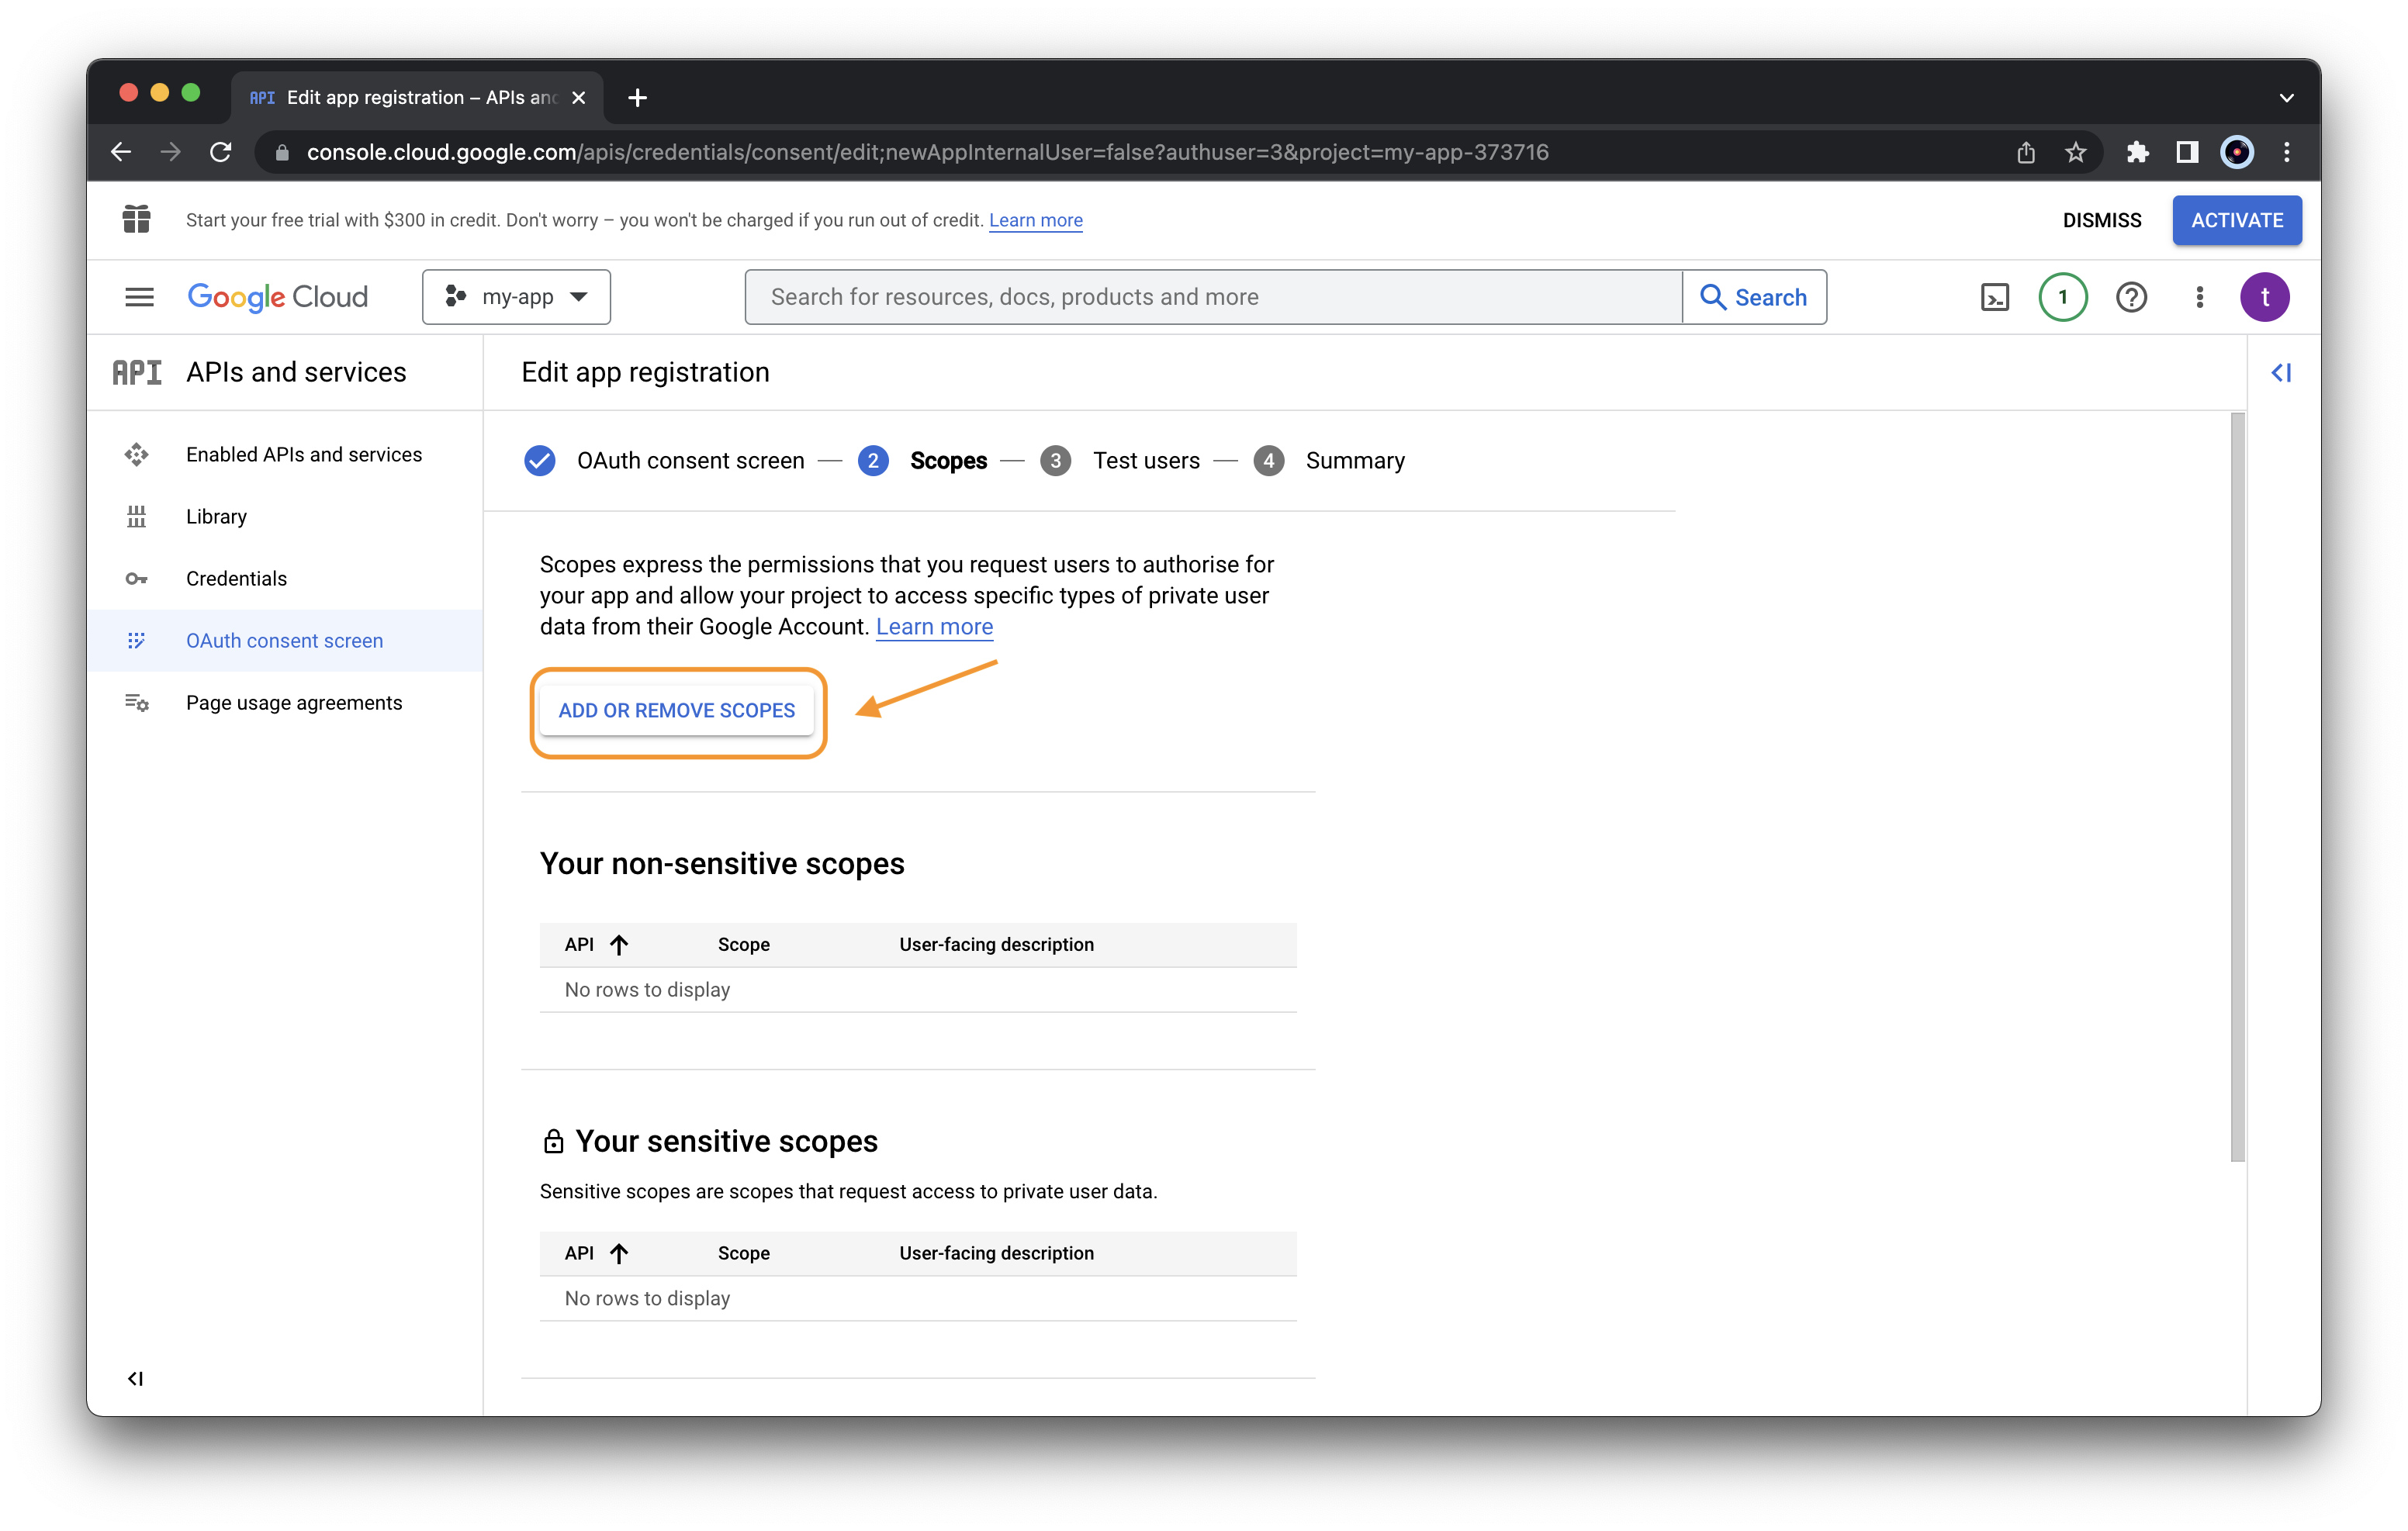 API Edit app registration – APIs and
console.cloud.google.com/apis/credentials/consent/edit;newAppInternalUser=false?authuser=3&project=my-app-373716
Start your free trial with $300 in credit. Don't worry – you won't be charged if you run out of credit. Learn more
DISMISS
ACTIVATE
Google Cloud
my-app
Search for resources, docs, products and more
Search
1
t
API APIs and services
Edit app registration
Enabled APIs and services
Library
Credentials
OAuth consent screen
Page usage agreements
OAuth consent screen — 2 Scopes — 3 Test users — 4 Summary
Scopes express the permissions that you request users to authorise for
your app and allow your project to access specific types of private user
data from their Google Account. Learn more
ADD OR REMOVE SCOPES
Your non-sensitive scopes
API Scope User-facing description
No rows to display
Your sensitive scopes
Sensitive scopes are scopes that request access to private user data.
API Scope User-facing description
No rows to display